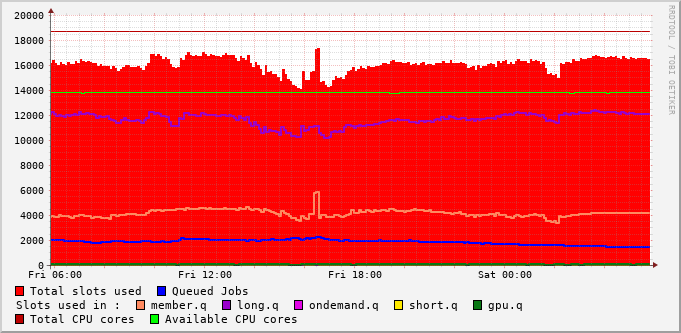 20000
18000
16000
14000
12000
10000
8000
6000
4000
2000
0
Fri 06:00 Fri 12:00 Fri 18:00 Sat 00:00
Total slots used Queued Jobs
Slots used in : member.q long.q ondemand.q short.q gpu.q
Total CPU cores Available CPU cores
RRDTOOL / TOBI OETIKER